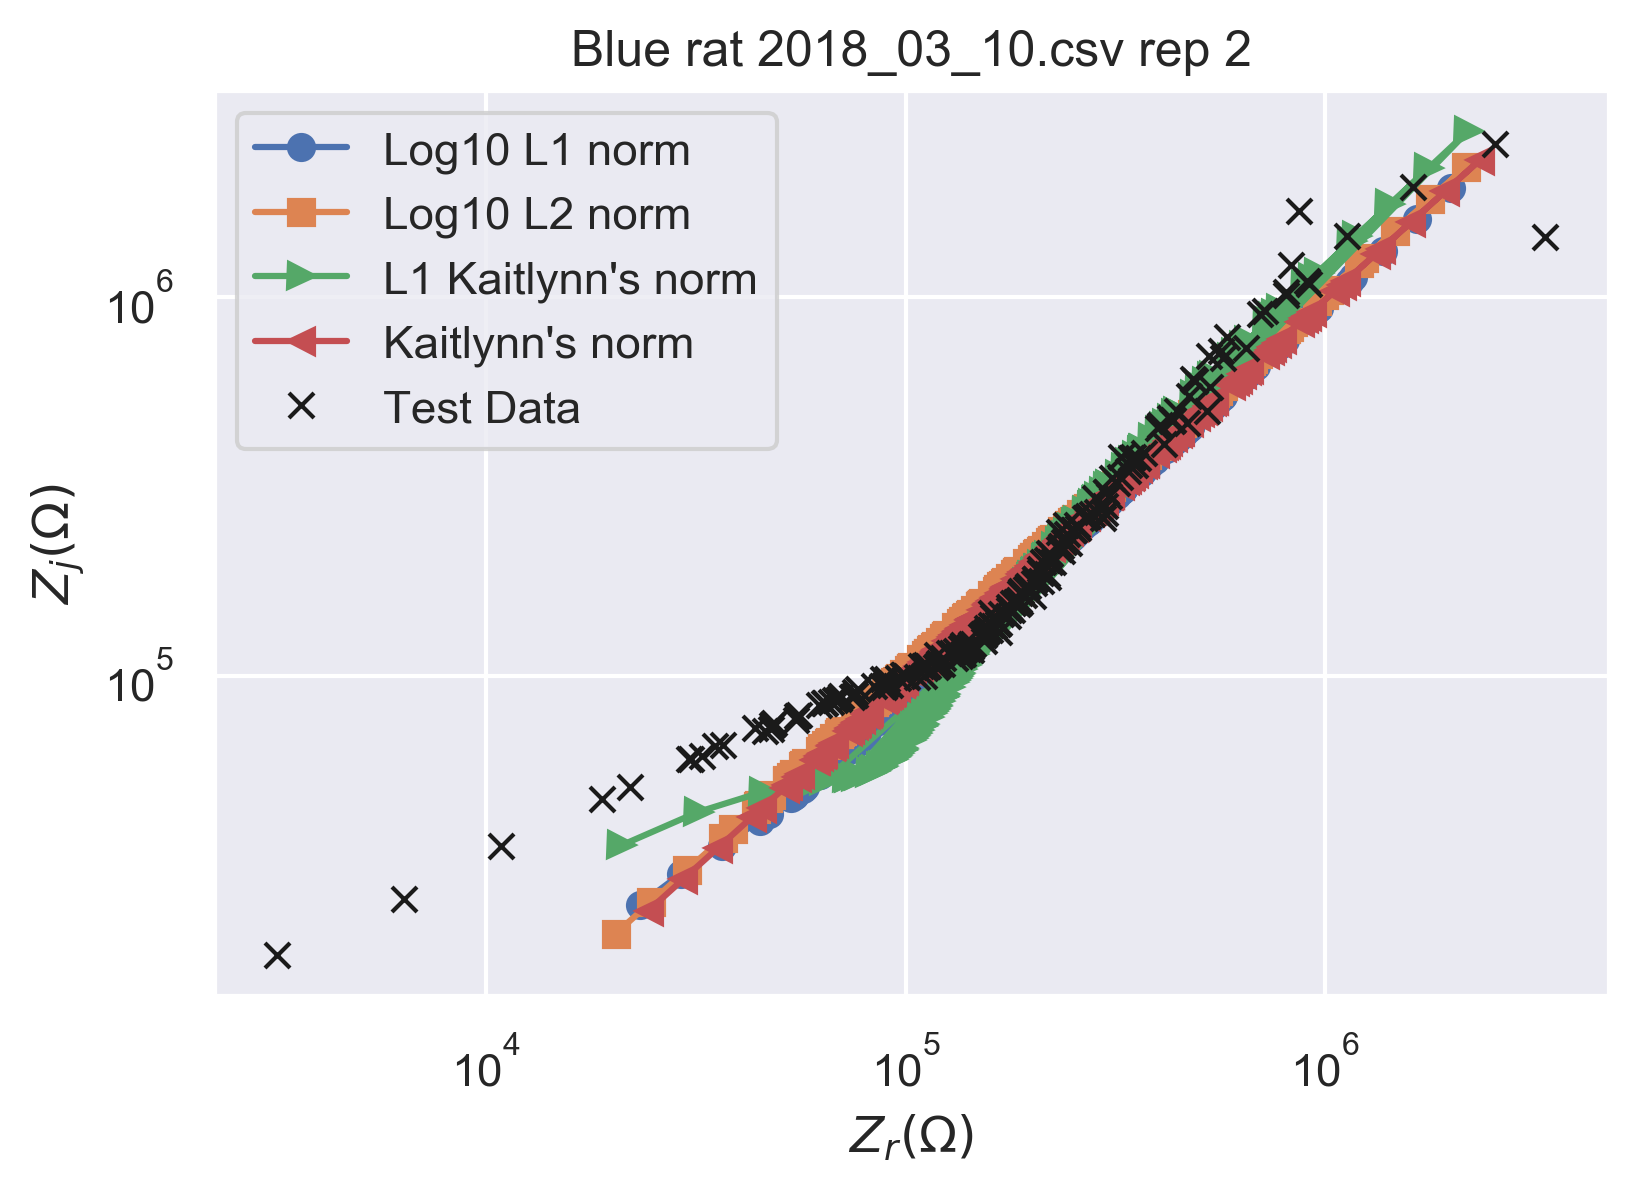 Blue rat 2018_03_10.csv rep 2
Log10 L1 norm
Log10 L2 norm
L1 Kaitlynn's norm
Kaitlynn's norm
Test Data
10^6
10^5
Z_j(Ω)
10^4
10^5
10^6
Z_r(Ω)